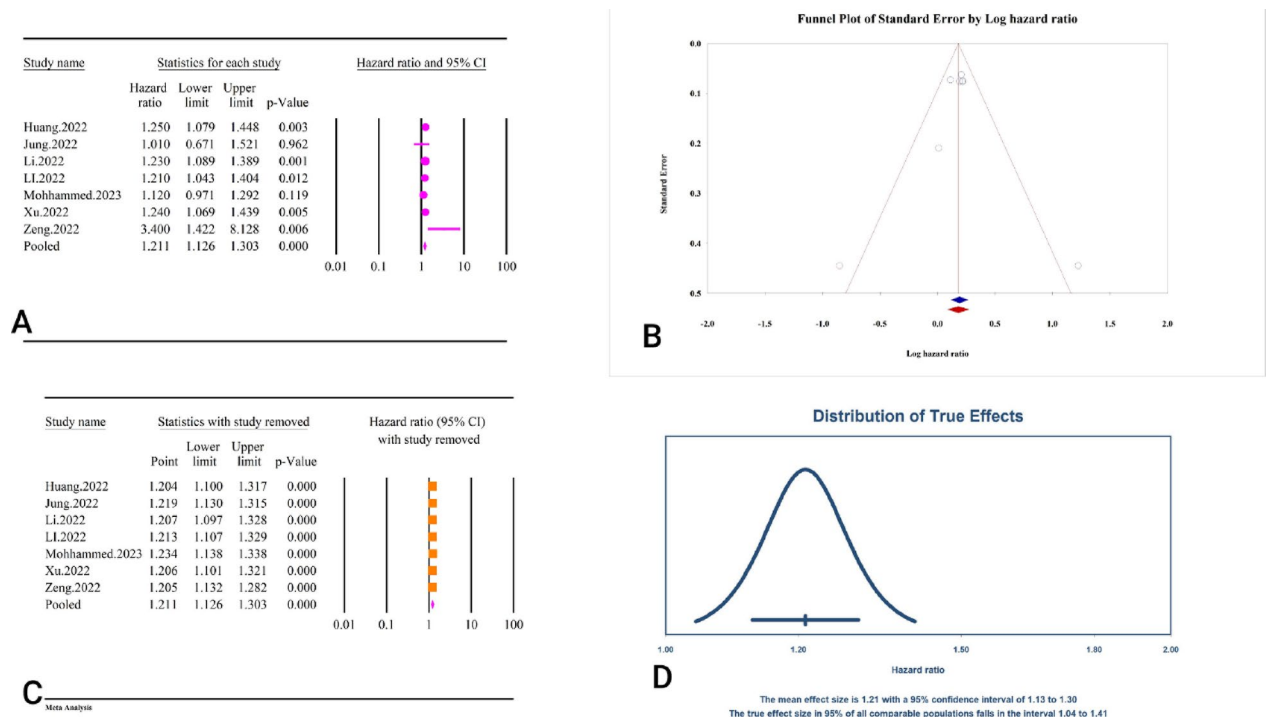 Study name Statistics for each study Hazard ratio and 95% CI
Hazard Lower Upper
ratio limit limit p-Value
Huang.2022 1.250 1.079 1.448 0.003
Jung.2022 1.010 0.671 1.521 0.962
Li.2022 1.230 1.089 1.389 0.001
LI.2022 1.210 1.043 1.404 0.012
Mohhammed.2023 1.120 0.971 1.292 0.119
Xu.2022 1.240 1.069 1.439 0.005
Zeng.2022 3.400 1.422 8.128 0.006
Pooled 1.211 1.126 1.303 0.000
0.01 0.1 1 10 100
A
Funnel Plot of Standard Error by Log hazard ratio
0.0
0.1
0.2
0.3
0.4
0.5
Standard Error
-2.0 -1.5 -1.0 -0.5 0.0 0.5 1.0 1.5 2.0
Log hazard ratio
B
Study name Statistics with study removed Hazard ratio (95% CI)
with study removed
Lower Upper
Point limit limit p-Value
Huang.2022 1.204 1.100 1.317 0.000
Jung.2022 1.219 1.130 1.315 0.000
Li.2022 1.207 1.097 1.328 0.000
LI.2022 1.213 1.107 1.329 0.000
Mohhammed.2023 1.234 1.138 1.338 0.000
Xu.2022 1.206 1.101 1.321 0.000
Zeng.2022 1.205 1.132 1.282 0.000
Pooled 1.211 1.126 1.303 0.000
0.01 0.1 1 10 100
C
Meta Analysis
Distribution of True Effects
1.00 1.20 1.50 1.80 2.00
Hazard ratio
D
The mean effect size is 1.21 with a 95% confidence interval of 1.13 to 1.30
The true effect size in 95% of all comparable populations falls in the interval 1.04 to 1.41